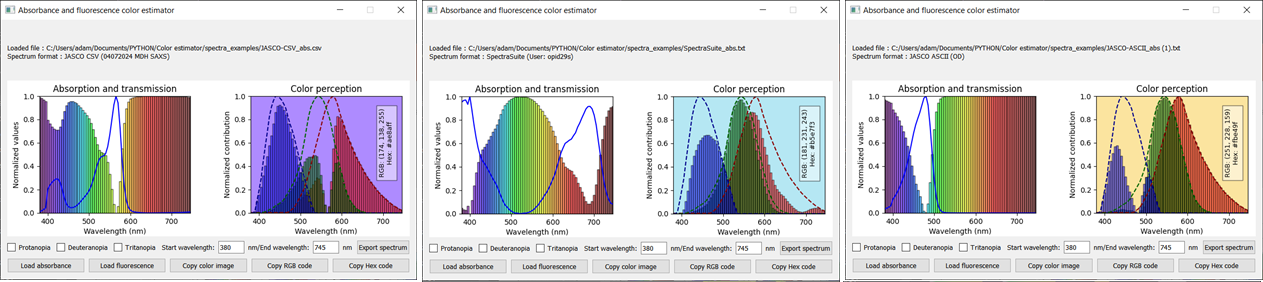 Absorbance and fluorescence color estimator
Loaded file : C:/Users/adam/Documents/PYTHON/Color estimator/spectra_examples/JASCO-CSV_abs.csv
Spectrum format : JASCO CSV (04072024 MDH SAXS)
Absorption and transmission
Color perception
Normalized values
1.0
0.8
0.6
0.4
0.2
0.0
400 500 600 700
Wavelength (nm)
Normalized contribution
1.0
0.8
0.6
0.4
0.2
0.0
400 500 600 700
Wavelength (nm)
RGB: (174, 138, 255)
Hex: #ae8aff
Protanopia Deuteranopia Tritanopia Start wavelength: 380 nm/End wavelength: 745 nm Export spectrum
Load absorbance Load fluorescence Copy color image Copy RGB code Copy Hex code
Absorbance and fluorescence color estimator
Loaded file : C:/Users/adam/Documents/PYTHON/Color estimator/spectra_examples/SpectraSuite_abs.txt
Spectrum format : SpectraSuite (User: opid29s)
Absorption and transmission
Color perception
Normalized values
1.0
0.8
0.6
0.4
0.2
0.0
400 500 600 700
Wavelength (nm)
Normalized contribution
1.0
0.8
0.6
0.4
0.2
0.0
400 500 600 700
Wavelength (nm)
RGB: (181, 231, 243)
Hex: #b5e7f3
Protanopia Deuteranopia Tritanopia Start wavelength: 380 nm/End wavelength: 745 nm Export spectrum
Load absorbance Load fluorescence Copy color image Copy RGB code Copy Hex code
Absorbance and fluorescence color estimator
Loaded file : C:/Users/adam/Documents/PYTHON/Color estimator/spectra_examples/JASCO-ASCII_abs (1).txt
Spectrum format : JASCO ASCII (OD)
Absorption and transmission
Color perception
Normalized values
1.0
0.8
0.6
0.4
0.2
0.0
400 500 600 700
Wavelength (nm)
Normalized contribution
1.0
0.8
0.6
0.4
0.2
0.0
400 500 600 700
Wavelength (nm)
RGB: (251, 228, 159)
Hex: #fbe49f
Protanopia Deuteranopia Tritanopia Start wavelength: 380 nm/End wavelength: 745 nm Export spectrum
Load absorbance Load fluorescence Copy color image Copy RGB code Copy Hex code